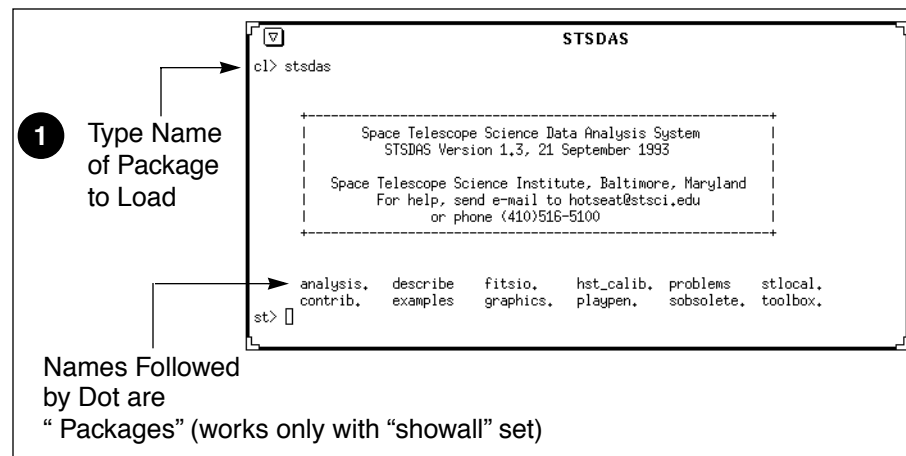 STSDAS
cl> stsdas
1
Type Name
of Package
to Load
Space Telescope Science Data Analysis System
STSDAS Version 1.3, 21 September 1993
Space Telescope Science Institute, Baltimore, Maryland
For help, send e-mail to hotseat@stsci.edu
or phone (410)516-5100
analysis. describe fitsio. hst_calib. problems stlocal.
contrib. examples graphics. playpen. sobsolete. toolbox.
st>
Names Followed
by Dot are
“ Packages” (works only with “showall” set)